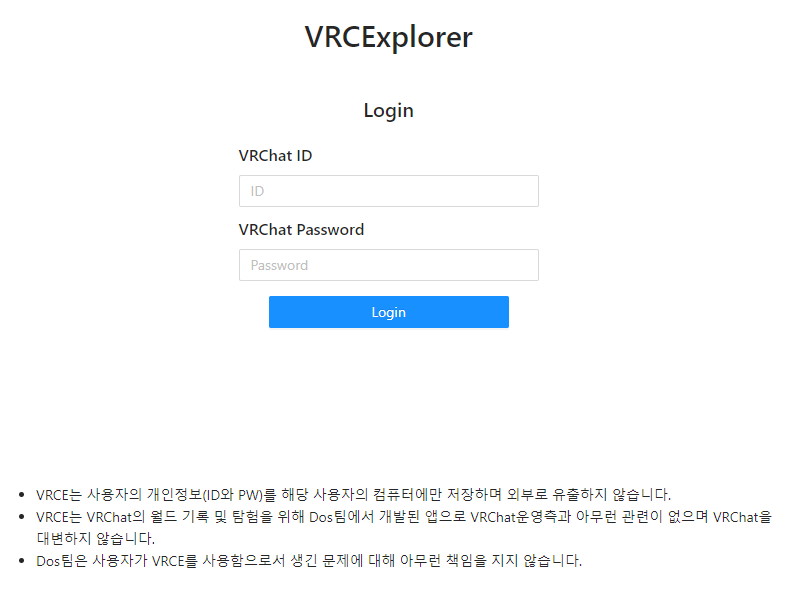 VRCExplorer
Login
VRChat ID
ID
VRChat Password
Password
Login
• VRCE는 사용자의 개인정보(ID와 PW)를 해당 사용자의 컴퓨터에만 저장하며 외부로 유출하지 않습니다.
• VRCE는 VRChat의 월드 기록 및 탐험을 위해 Dos팀에서 개발된 앱으로 VRChat운영측과 아무런 관련이 없으며 VRChat을
대변하지 않습니다.
• Dos팀은 사용자가 VRCE를 사용함으로서 생긴 문제에 대해 아무런 책임을 지지 않습니다.